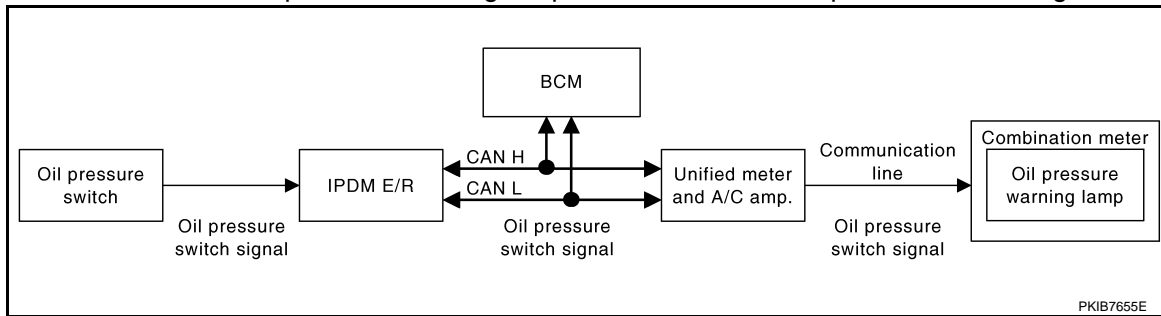 BCM
Oil pressure
switch
Oil pressure
switch signal
IPDM E/R
CAN H
CAN L
Oil pressure
switch signal
Unified meter
and A/C amp.
Communication
line
Oil pressure
switch signal
Combination meter
Oil pressure
warning lamp
PKIB7655E